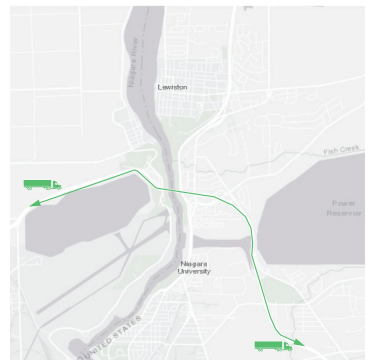 Niagara River
Lewiston
Fish Creek
Power
Reservoir
Niagara
University
UNITED STATES